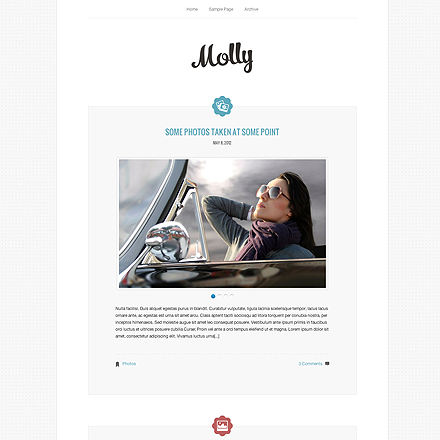 Home Sample Page Archive
Molly
SOME PHOTOS TAKEN AT SOME POINT
MAY 8, 2012
Nulla facilisi. Duis aliquet egestas purus in blandit. Curabitur vulputate, ligula lacinia scelerisque tempor, lacus lacus
ornare ante, ac egestas est urna sit amet arcu. Class aptent taciti sociosqu ad litora torquent per conubia nostra, per
inceptos himenaeos. Sed molestie augue sit amet leo consequat posuere. Vestibulum ante ipsum primis in faucibus
orci luctus et ultrices posuere cubilia Curae; Proin vel ante a orci tempus eleifend ut et magna. Lorem ipsum dolor sit
amet, consectetur adipiscing elit. Vivamus luctus urna[...]
Photos 3 Comments